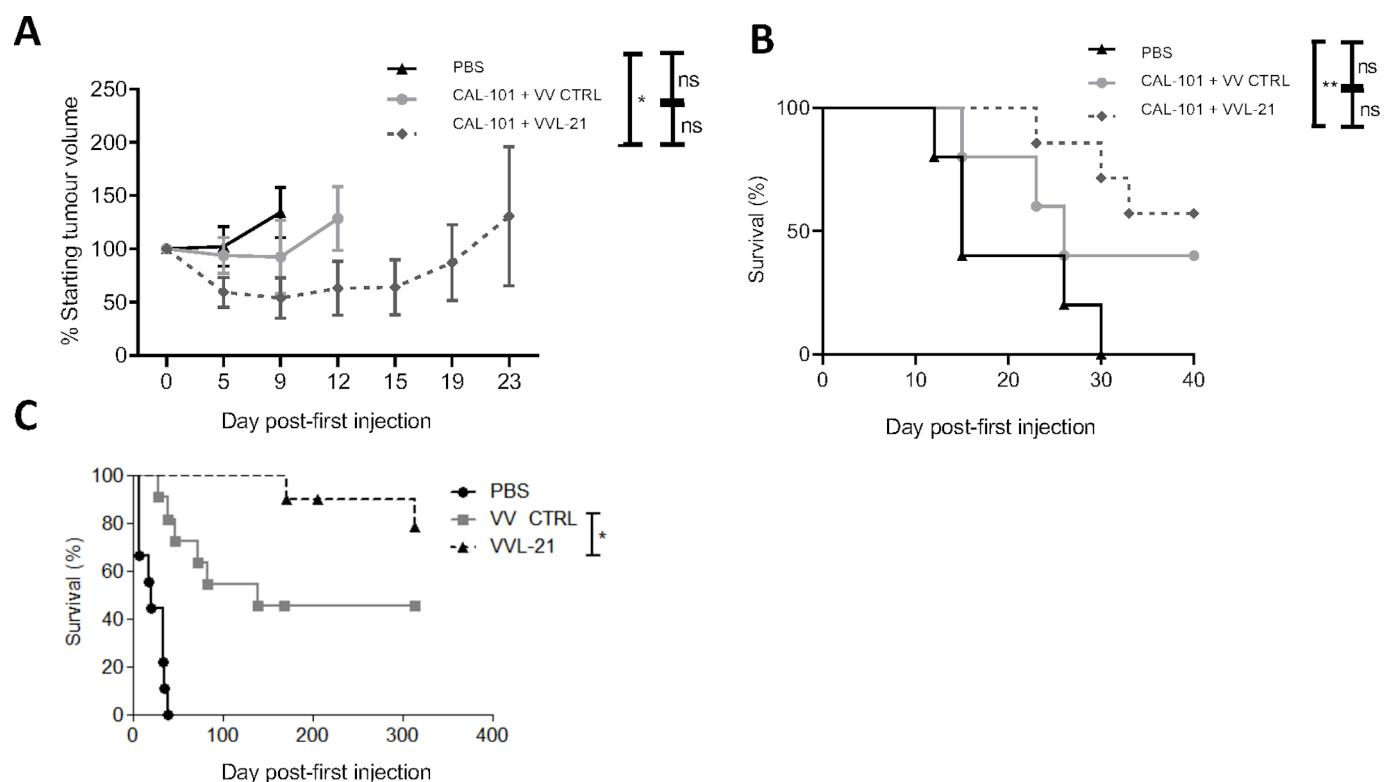 A
PBS
CAL-101 + VV CTRL
CAL-101 + VVL-21
*
ns
ns
% Starting tumour volume
250
200
150
100
50
0
0 5 9 12 15 19 23
Day post-first injection
B
PBS
CAL-101 + VV CTRL
CAL-101 + VVL-21
**
ns
ns
Survival (%)
100
50
0
0 10 20 30 40
Day post-first injection
C
PBS
VV CTRL
VVL-21
*
Survival (%)
100
80
60
40
20
0
0 100 200 300 400
Day post-first injection